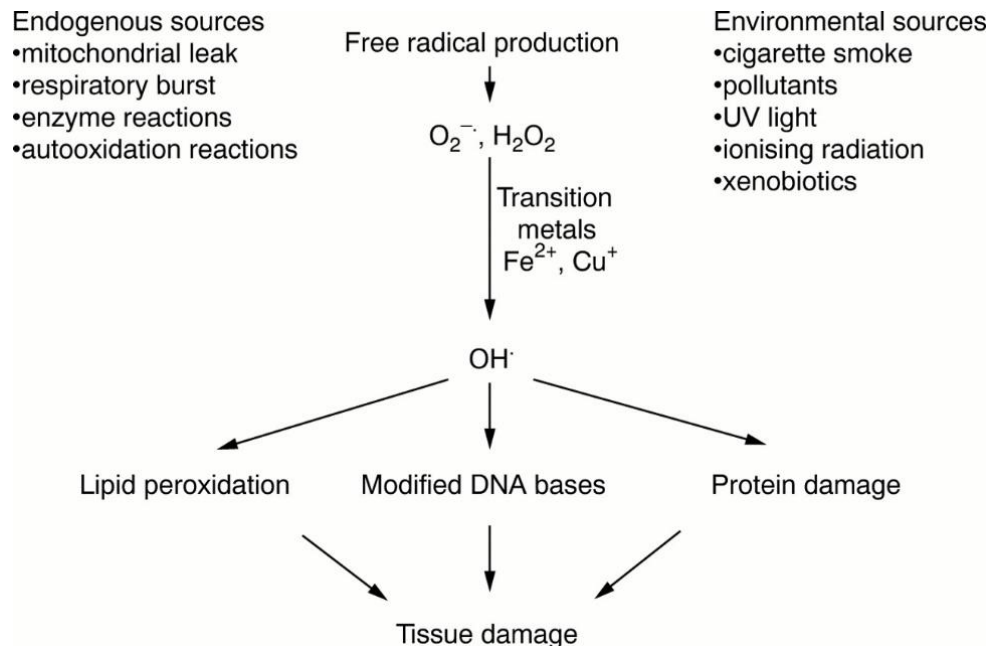 Endogenous sources
•mitochondrial leak
•respiratory burst
•enzyme reactions
•autooxidation reactions
Free radical production
Environmental sources
•cigarette smoke
•pollutants
•UV light
•ionising radiation
•xenobiotics
O₂⁻·, H₂O₂
Transition
metals
Fe²⁺, Cu⁺
OH·
Lipid peroxidation
Modified DNA bases
Protein damage
Tissue damage